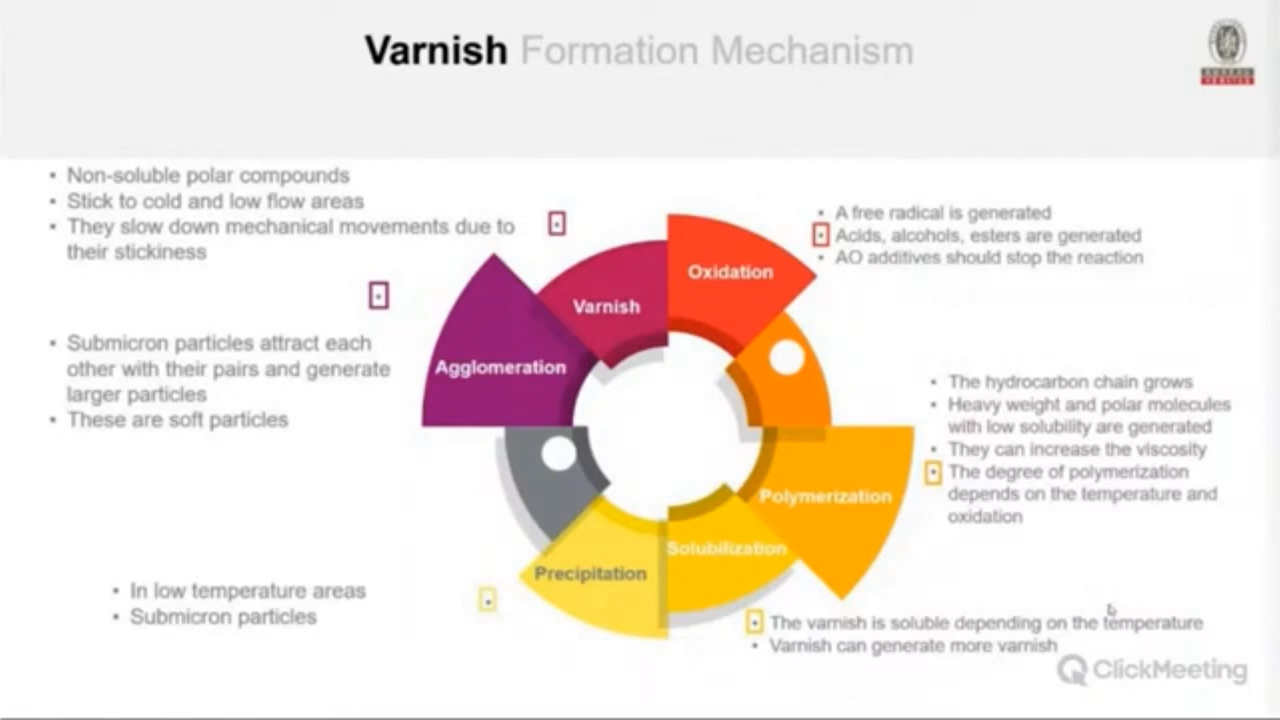 Varnish Formation Mechanism
BUREAU
VERITAS
• Non-soluble polar compounds
• Stick to cold and low flow areas
• They slow down mechanical movements due to
their stickiness
• A free radical is generated
• Acids, alcohols, esters are generated
• AO additives should stop the reaction
Oxidation
Varnish
Agglomeration
• Submicron particles attract each
other with their pairs and generate
larger particles
• These are soft particles
• The hydrocarbon chain grows
• Heavy weight and polar molecules
with low solubility are generated
• They can increase the viscosity
• The degree of polymerization
depends on the temperature and
oxidation
Polymerization
Solubilization
Precipitation
• In low temperature areas
• Submicron particles
• The varnish is soluble depending on the temperature
• Varnish can generate more varnish
ClickMeeting